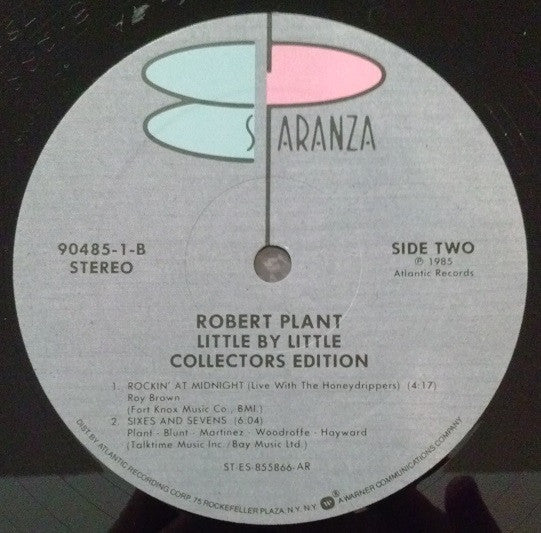 ES PARANZA
90485-1-B
STEREO
SIDE TWO
℗ 1985
Atlantic Records
ROBERT PLANT
LITTLE BY LITTLE
COLLECTORS EDITION
1. ROCKIN' AT MIDNIGHT (Live With The Honeydrippers) (4:17)
Roy Brown
(Fort Knox Music Co., BMI.)
2. SIXES AND SEVENS (6:04)
Plant - Blunt - Martinez - Woodroffe - Hayward
(Talktime Music Inc./Bay Music Ltd.)
ST-ES-855866-AR
DIST. BY ATLANTIC RECORDING CORP. 75 ROCKEFELLER PLAZA, N.Y. N.Y. ® A WARNER COMMUNICATIONS COMPANY